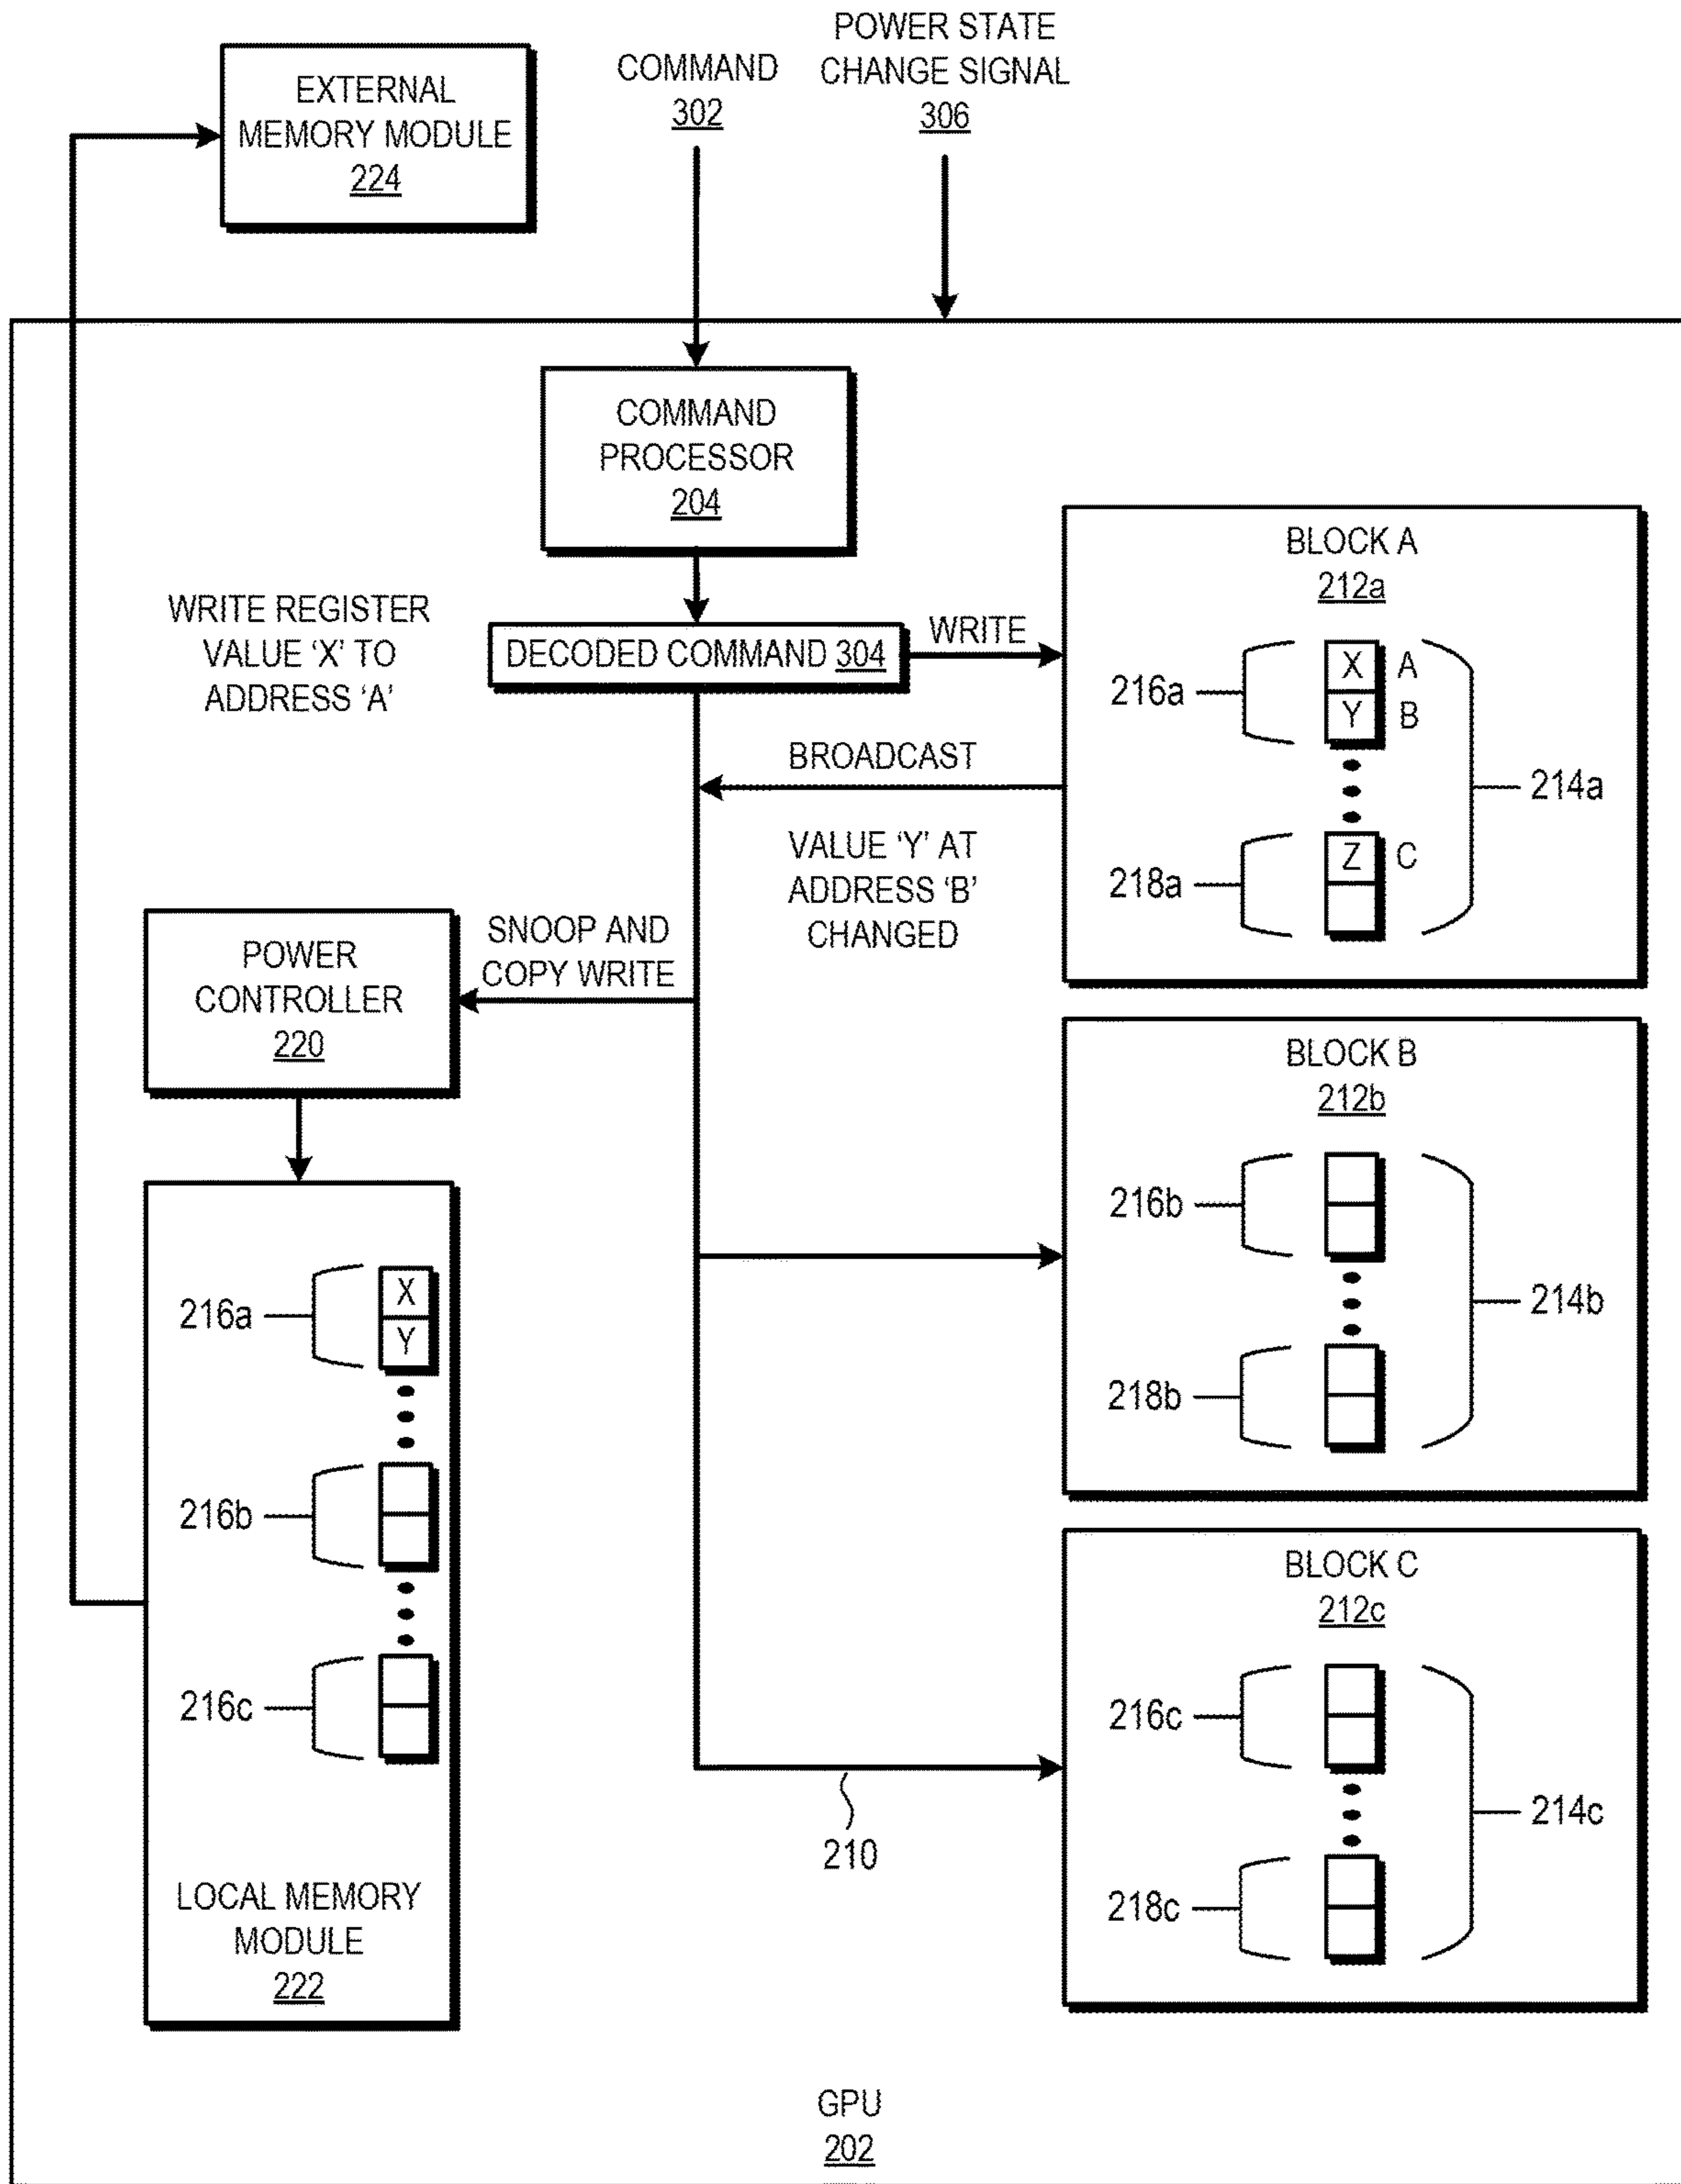 EXTERNAL
MEMORY MODULE
224
COMMAND
302
POWER STATE
CHANGE SIGNAL
306
COMMAND
PROCESSOR
204
WRITE REGISTER
VALUE ‘X’ TO
ADDRESS ‘A’
DECODED COMMAND 304
WRITE
BROADCAST
VALUE ‘Y’ AT
ADDRESS ‘B’
CHANGED
SNOOP AND
COPY WRITE
BLOCK A
212a
216a
X A
Y B
214a
218a
Z C
POWER
CONTROLLER
220
BLOCK B
212b
216b
214b
218b
216a
X
Y
216b
216c
LOCAL MEMORY
MODULE
222
BLOCK C
212c
216c
214c
218c
210
GPU
202